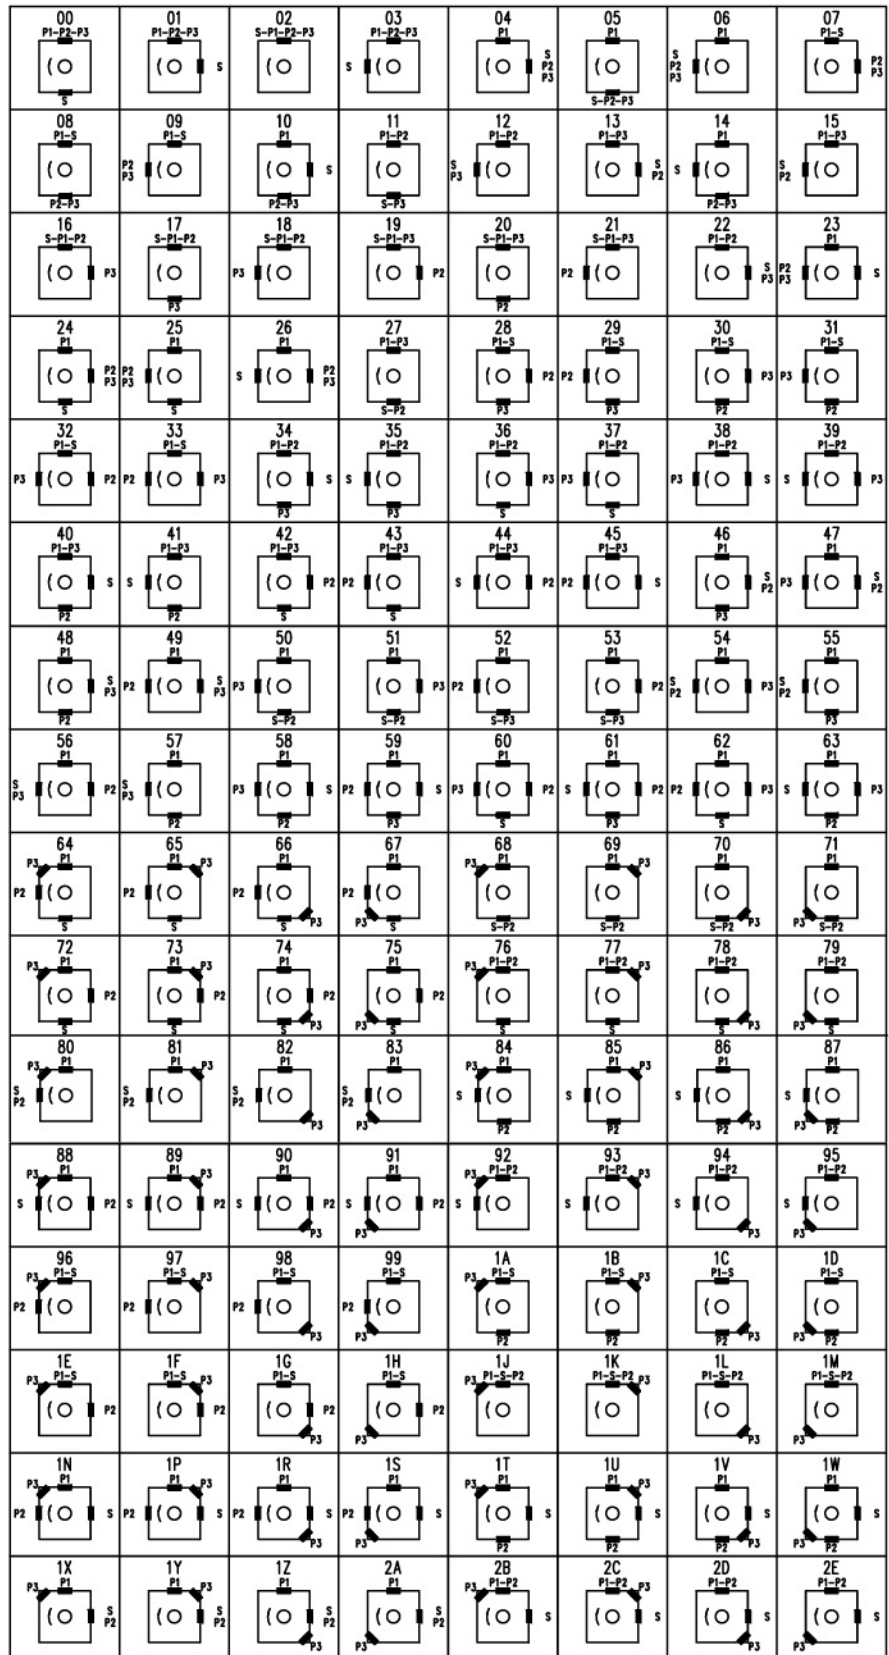 00
P1-P2-P3
S
01
P1-P2-P3
S
02
S-P1-P2-P3
03
P1-P2-P3
S
04
P1
S
P2
P3
05
P1
S-P2-P3
06
P1
S
P2
P3
07
P1-S
P2
P3
08
P1-S
P2-P3
09
P1-S
P2
P3
10
P1
S
P2-P3
11
P1-P2
S-P3
12
P1-P2
S
P3
13
P1-P3
S
P2
14
P1
S
P2-P3
15
P1-P3
S
P2
16
S-P1-P2
P3
17
S-P1-P2
P3
18
S-P1-P2
P3
19
S-P1-P3
P2
20
S-P1-P3
P2
21
S-P1-P3
P2
22
P1-P2
S
P3
23
P1
P2
P3
S
24
P1
P2
P3
S
25
P1
P2
P3
S
26
P1
S
P2
P3
27
P1-P3
S-P2
28
P1-S
P2
P3
29
P1-S
P2
P3
30
P1-S
P3
P2
31
P1-S
P3
P2
32
P1-S
P3 P2
33
P1-S
P2 P3
34
P1-P2
S
P3
35
P1-P2
S
P3
36
P1-P2
P3
S
37
P1-P2
P3
S
38
P1-P2
P3 S
39
P1-P2
S P3
40
P1-P3
S
P2
41
P1-P3
S
P2
42
P1-P3
P2
S
43
P1-P3
P2
S
44
P1-P3
S P2
45
P1-P3
P2 S
46
P1
S
P2
P3
47
P1
P3
S
P2
48
P1
S
P3
P2
49
P1
P2
S
P3
50
P1
P3
S-P2
51
P1
P3
S-P2
52
P1
P2
S-P3
53
P1
P2
S-P3
54
P1
S
P2
P3
55
P1
S
P2
P3
56
P1
S
P3
P2
57
P1
S
P3
P2
58
P1
P3 S
P2
59
P1
P2 S
P3
60
P1
P3 P2
S
61
P1
S P2
P3
62
P1
P2 P3
S
63
P1
S P3
P2
64
P1
P3
P2
S
65
P1
P3
P2
S
66
P1
P2
P3
S
67
P1
P2
P3
S
68
P1
P3
S-P2
69
P1
P3
S-P2
70
P1
P3
S-P2
71
P1
P3
S-P2
72
P1
P3
P2
S
73
P1
P3
P2
S
74
P1
P2
P3
S
75
P1
P2
P3
S
76
P1-P2
P3
S
77
P1-P2
P3
S
78
P1-P2
P3
S
79
P1-P2
P3
S
80
P1
P3
S
P2
81
P1
P3
S
P2
82
P1
S
P2
P3
83
P1
S
P2
P3
84
P1
P3
S
P2
85
P1
P3
S
P2
86
P1
S
P3
P2
87
P1
S
P3
P2
88
P1
P3
S P2
89
P1
P3
S P2
90
P1
S P2
P3
91
P1
S P2
P3
92
P1-P2
P3
S
93
P1-P2
P3
S
94
P1-P2
S
P3
95
P1-P2
S
P3
96
P1-S
P3
P2
97
P1-S
P3
P2
98
P1-S
P2
P3
99
P1-S
P2
P3
1A
P1-S
P3
P2
1B
P1-S
P3
P2
1C
P1-S
P3
P2
1D
P1-S
P3
P2
1E
P1-S
P3
P2
1F
P1-S
P3
P2
1G
P1-S
P2
P3
1H
P1-S
P2
P3
1J
P1-S-P2
P3
1K
P1-S-P2
P3
1L
P1-S-P2
P3
1M
P1-S-P2
P3
1N
P1
P3
P2 S
1P
P1
P3
P2 S
1R
P1
P2 S
P3
1S
P1
P2 S
P3
1T
P1
P3
S
P2
1U
P1
P3
S
P2
1V
P1
S
P3
P2
1W
P1
S
P3
P2
1X
P1
P3
S
P2
1Y
P1
P3
S
P2
1Z
P1
S
P2
P3
2A
P1
S
P2
P3
2B
P1-P2
P3
S
2C
P1-P2
P3
S
2D
P1-P2
S
P3
2E
P1-P2
S
P3